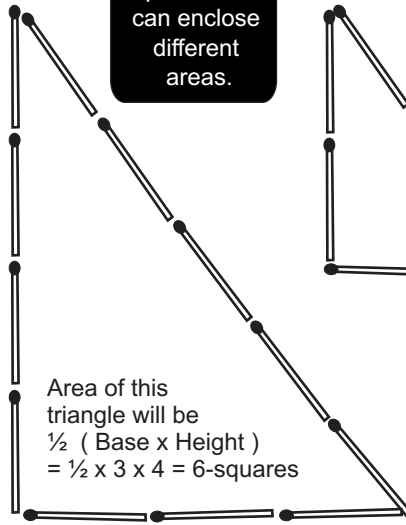 can enclose
different
areas.
Area of this
triangle will be
½ ( Base x Height )
= ½ x 3 x 4 = 6-squares